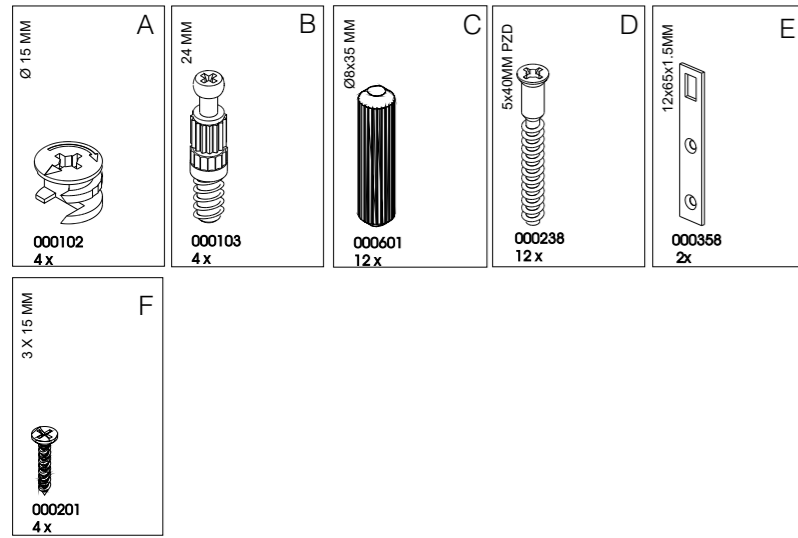 A
Ø 15 MM
000102
4 x
B
24 MM
000103
4 x
C
Ø8x35 MM
000601
12 x
D
5x40MM PZD
000238
12 x
E
12x65x1.5MM
000358
2x
F
3 X 15 MM
000201
4 x